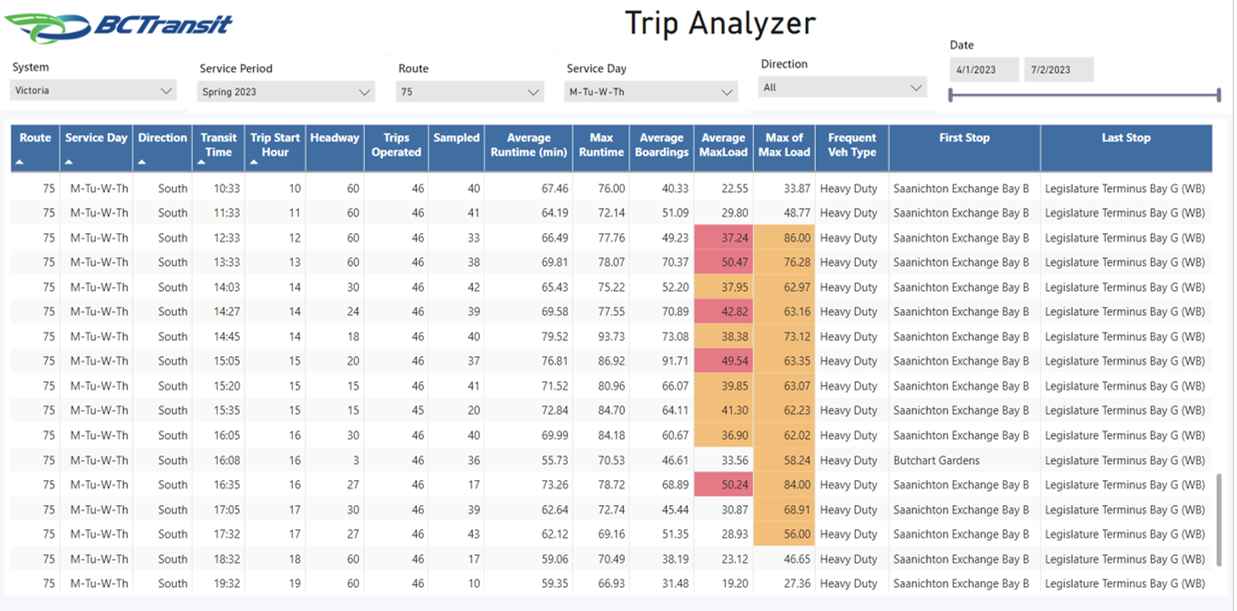 BCTransit
Trip Analyzer
System
Service Period
Route
Service Day
Direction
Date
Victoria
Spring 2023
75
M-Tu-W-Th
All
4/1/2023 7/2/2023
Route Service Day Direction Transit Time Trip Start Hour Headway Trips Operated Sampled Average Runtime (min) Max Runtime Average Boardings Average MaxLoad Max of Max Load Frequent Veh Type First Stop Last Stop
75 M-Tu-W-Th South 10:33 10 60 46 40 67.46 76.00 40.33 22.55 33.87 Heavy Duty Saanichton Exchange Bay B Legislature Terminus Bay G (WB)
75 M-Tu-W-Th South 11:33 11 60 46 41 64.19 72.14 51.09 29.80 48.77 Heavy Duty Saanichton Exchange Bay B Legislature Terminus Bay G (WB)
75 M-Tu-W-Th South 12:33 12 60 46 33 66.49 77.76 49.23 37.24 86.00 Heavy Duty Saanichton Exchange Bay B Legislature Terminus Bay G (WB)
75 M-Tu-W-Th South 13:33 13 60 46 38 69.81 78.07 70.37 50.47 76.28 Heavy Duty Saanichton Exchange Bay B Legislature Terminus Bay G (WB)
75 M-Tu-W-Th South 14:03 14 30 46 42 65.43 75.22 52.20 37.95 62.97 Heavy Duty Saanichton Exchange Bay B Legislature Terminus Bay G (WB)
75 M-Tu-W-Th South 14:27 14 24 46 39 69.58 77.55 70.89 42.82 63.16 Heavy Duty Saanichton Exchange Bay B Legislature Terminus Bay G (WB)
75 M-Tu-W-Th South 14:45 14 18 46 40 79.52 93.73 73.08 38.38 73.12 Heavy Duty Saanichton Exchange Bay B Legislature Terminus Bay G (WB)
75 M-Tu-W-Th South 15:05 15 20 46 37 76.81 86.92 91.71 49.54 63.35 Heavy Duty Saanichton Exchange Bay B Legislature Terminus Bay G (WB)
75 M-Tu-W-Th South 15:20 15 15 46 41 71.52 80.96 66.07 39.85 63.07 Heavy Duty Saanichton Exchange Bay B Legislature Terminus Bay G (WB)
75 M-Tu-W-Th South 15:35 15 15 45 20 72.84 84.70 64.11 41.30 62.23 Heavy Duty Saanichton Exchange Bay B Legislature Terminus Bay G (WB)
75 M-Tu-W-Th South 16:05 16 30 46 40 69.99 84.18 60.67 36.90 62.02 Heavy Duty Saanichton Exchange Bay B Legislature Terminus Bay G (WB)
75 M-Tu-W-Th South 16:08 16 3 46 36 55.73 70.53 46.61 33.56 58.24 Heavy Duty Butchart Gardens Legislature Terminus Bay G (WB)
75 M-Tu-W-Th South 16:35 16 27 46 17 73.26 78.72 68.89 50.24 84.00 Heavy Duty Saanichton Exchange Bay B Legislature Terminus Bay G (WB)
75 M-Tu-W-Th South 17:05 17 30 46 39 62.64 72.74 45.44 30.87 68.91 Heavy Duty Saanichton Exchange Bay B Legislature Terminus Bay G (WB)
75 M-Tu-W-Th South 17:32 17 27 46 43 62.12 69.16 51.35 28.93 56.00 Heavy Duty Saanichton Exchange Bay B Legislature Terminus Bay G (WB)
75 M-Tu-W-Th South 18:32 18 60 46 17 59.06 70.49 38.19 23.12 46.65 Heavy Duty Saanichton Exchange Bay B Legislature Terminus Bay G (WB)
75 M-Tu-W-Th South 19:32 19 60 46 10 59.35 66.93 31.48 19.20 27.36 Heavy Duty Saanichton Exchange Bay B Legislature Terminus Bay G (WB)